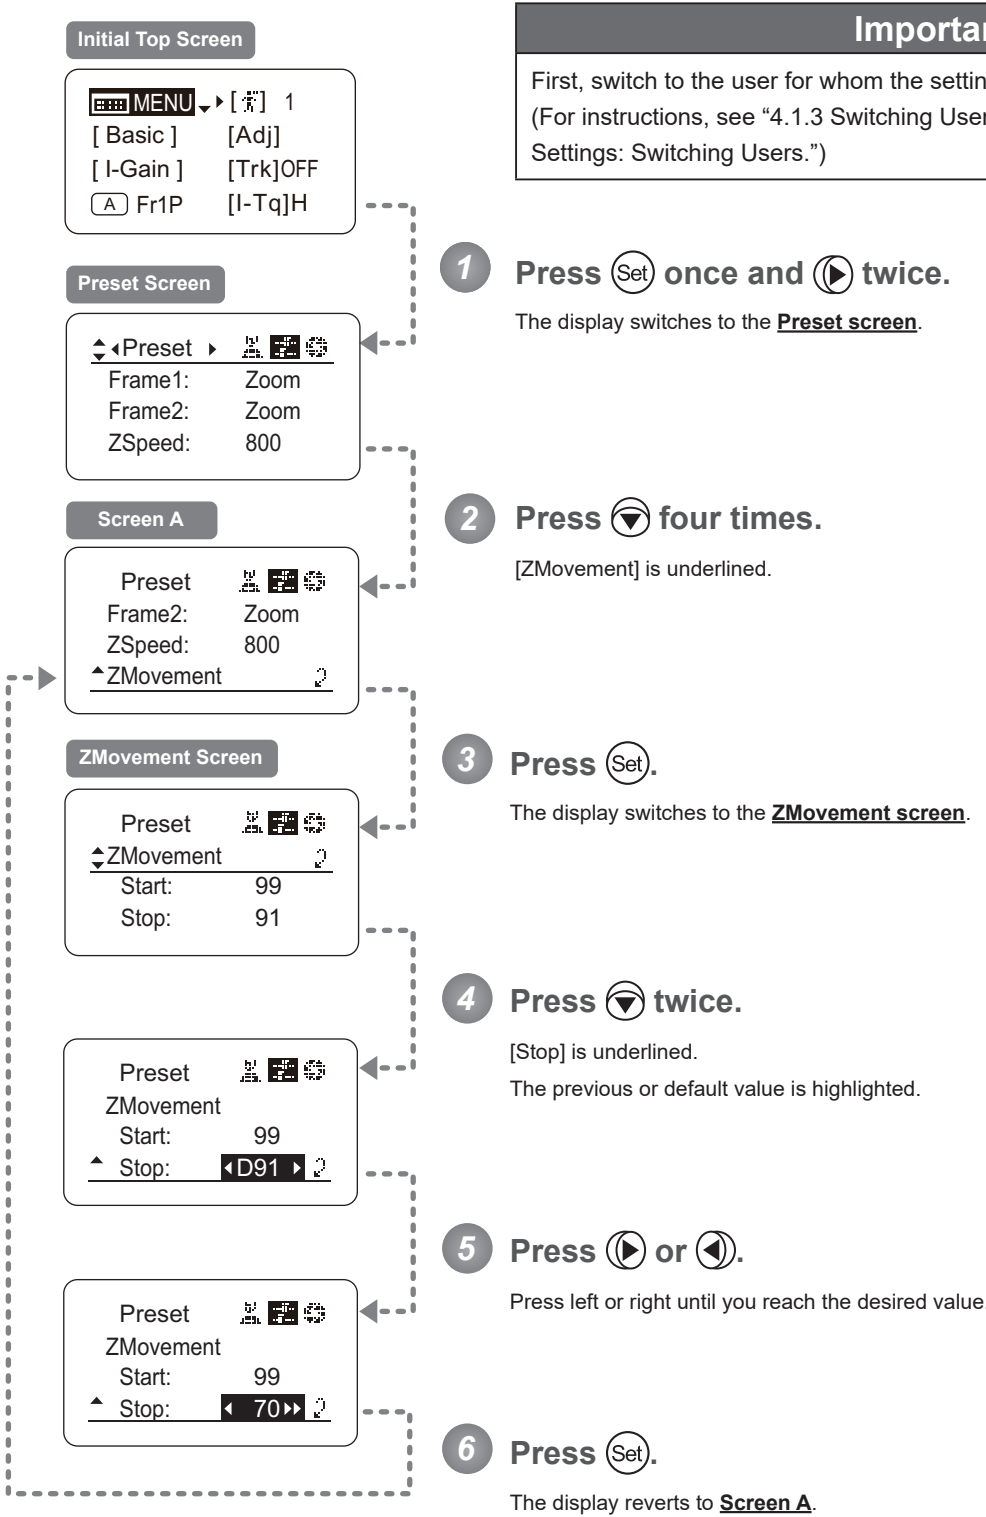 Initial Top Screen
MENU [ ] 1
[ Basic ] [Adj]
[ I-Gain ] [Trk]OFF
A Fr1P [I-Tq]H
Preset Screen
Preset
Frame1: Zoom
Frame2: Zoom
ZSpeed: 800
Screen A
Preset
Frame2: Zoom
ZSpeed: 800
ZMovement
ZMovement Screen
Preset
ZMovement
Start: 99
Stop: 91
Preset
ZMovement
Start: 99
Stop: D91
Preset
ZMovement
Start: 99
Stop: 70
First, switch to the user for whom the
(For instructions, see “4.1.3 Switching
Settings: Switching Users.”)
1 Press Set once and twice.
The display switches to the Preset screen.
2 Press four times.
[ZMovement] is underlined.
3 Press Set.
The display switches to the ZMovement screen.
4 Press twice.
[Stop] is underlined.
The previous or default value is highlighted.
5 Press or .
Press left or right until you reach the desired value.
6 Press Set.
The display reverts to Screen A.